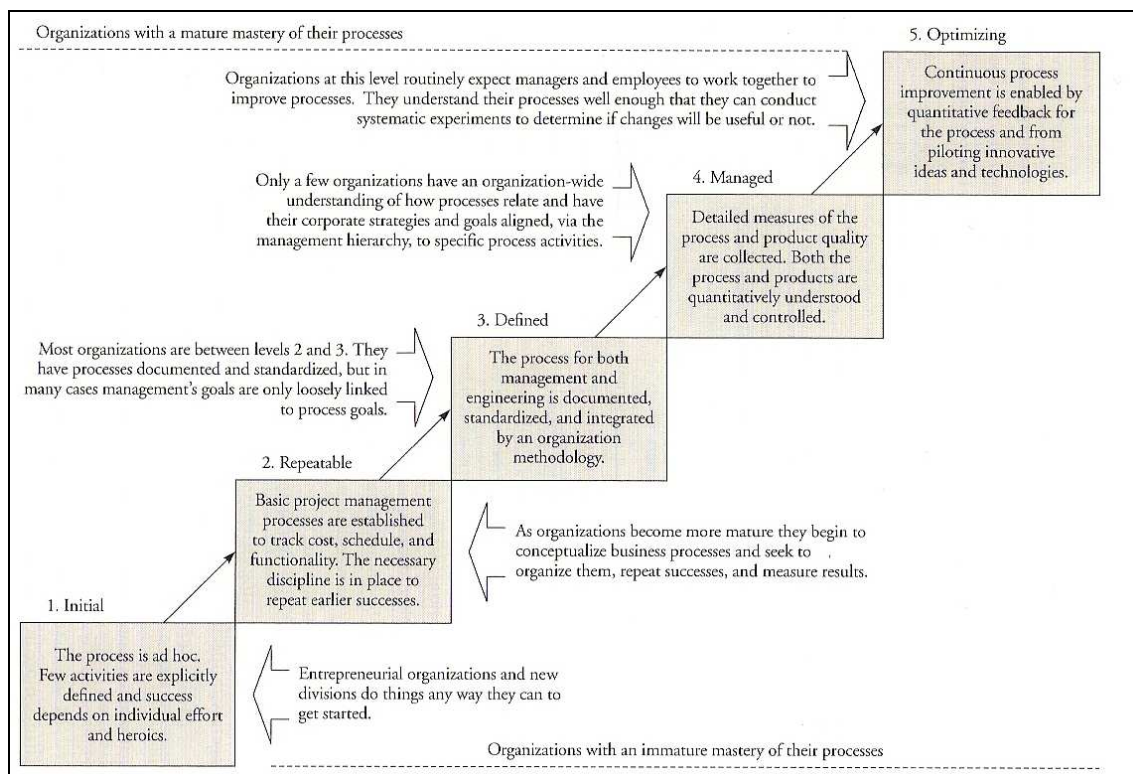 Organizations with a mature mastery of their processes
5. Optimizing
Organizations at this level routinely expect managers and employees to work together to
improve processes. They understand their processes well enough that they can conduct
systematic experiments to determine if changes will be useful or not.
Continuous process
improvement is enabled by
quantitative feedback for
the process and from
piloting innovative
ideas and technologies.
Only a few organizations have an organization-wide
understanding of how processes relate and have
their corporate strategies and goals aligned, via the
management hierarchy, to specific process activities.
4. Managed
Detailed measures of the
process and product quality
are collected. Both the
process and products are
quantitatively understood
and controlled.
3. Defined
Most organizations are between levels 2 and 3. They
have processes documented and standardized, but in
many cases management's goals are only loosely linked
to process goals.
The process for both
management and
engineering is documented,
standardized, and integrated
by an organization
methodology.
2. Repeatable
Basic project management
processes are established
to track cost, schedule, and
functionality. The necessary
discipline is in place to
repeat earlier successes.
As organizations become more mature they begin to
conceptualize business processes and seek to
organize them, repeat successes, and measure results.
1. Initial
The process is ad hoc.
Few activities are explicitly
defined and success
depends on individual effort
and heroics.
Entrepreneurial organizations and new
divisions do things any way they can to
get started.
Organizations with an immature mastery of their processes